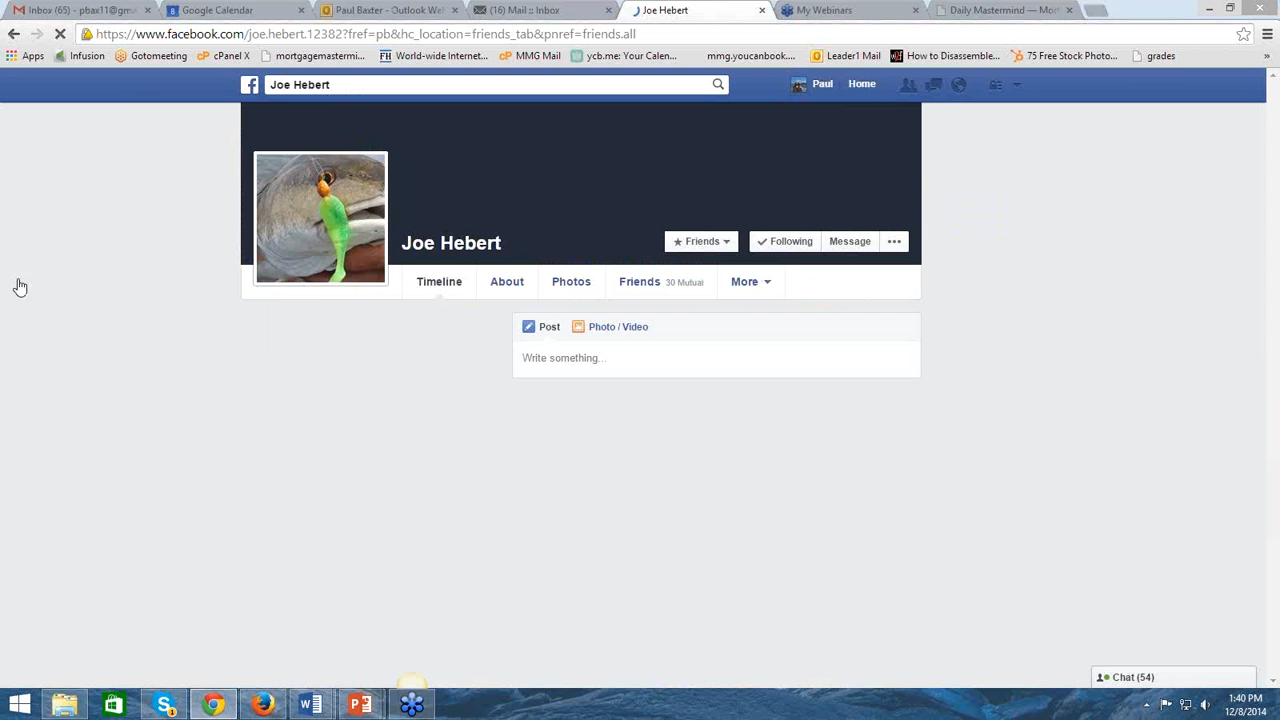 Inbox (65) - pbax11@gma
Google Calendar
Paul Baxter - Outlook Wel
(16) Mail :: Inbox
Joe Hebert
My Webinars
Daily Mastermind — Mort
https://www.facebook.com/joe.hebert.12382?fref=pb&hc_location=friends_tab&pnref=friends.all
Apps
Infusion
Gotomeeting
cPanel X
mortgagemastermi...
World-wide Internet...
MMG Mail
ycb.me: Your Calen...
mmg.youcanbook....
Leader1 Mail
How to Disassemble...
75 Free Stock Photo...
grades
»
Joe Hebert
Paul
Home
Joe Hebert
Friends
Following
Message
Timeline
About
Photos
Friends 30 Mutual
More
Post
Photo / Video
Write something...
Chat (54)
1:40 PM
12/8/2014